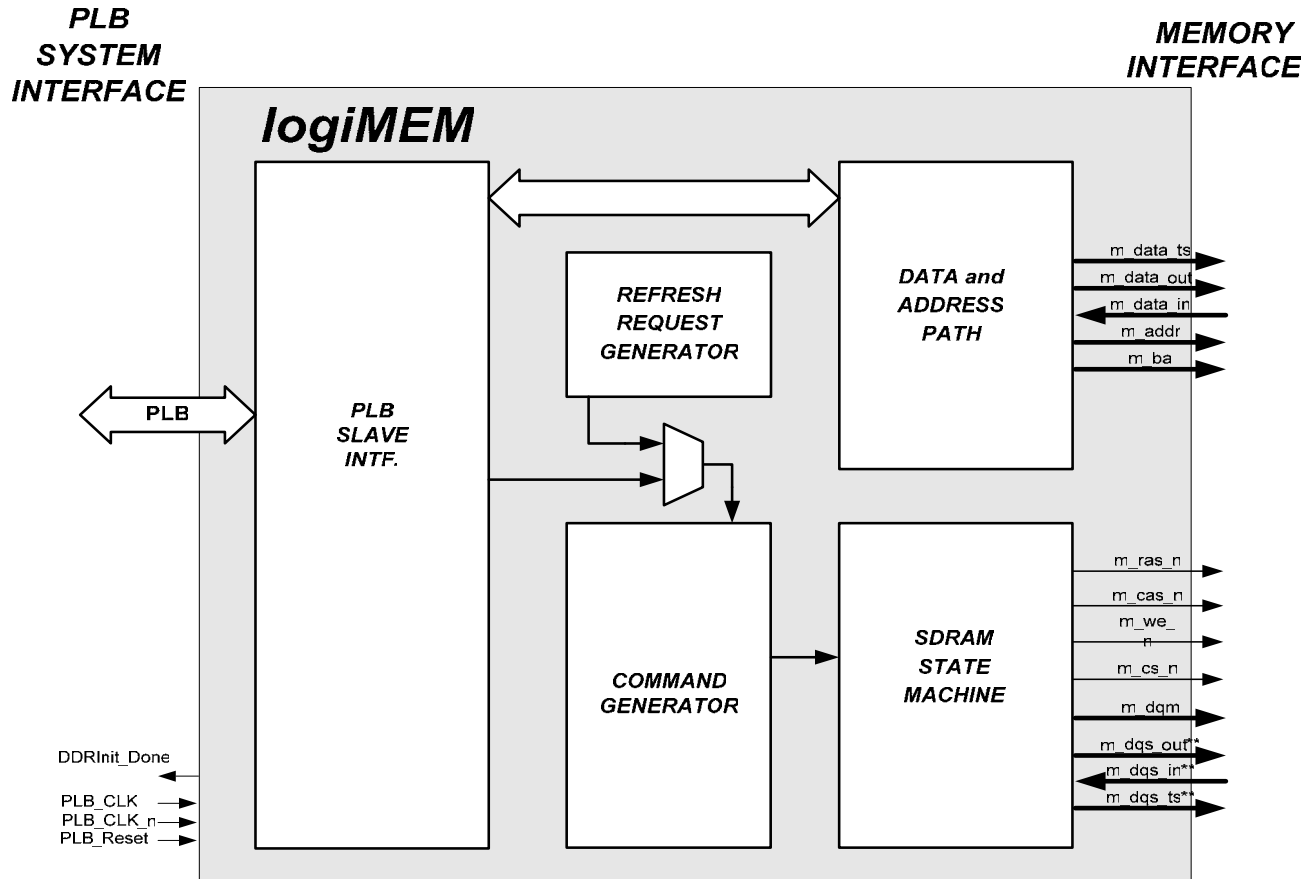 PLB
SYSTEM
INTERFACE
MEMORY
INTERFACE
logiMEM
PLB
PLB
SLAVE
INTF.
REFRESH
REQUEST
GENERATOR
DATA and
ADDRESS
PATH
m_data_ts
m_data_out
m_data_in
m_addr
m_ba
COMMAND
GENERATOR
SDRAM
STATE
MACHINE
m_ras_n
m_cas_n
m_we_
n
m_cs_n
m_dqm
m_dqs_out**
m_dqs_in**
m_dqs_ts**
DDRInit_Done
PLB_CLK
PLB_CLK_n
PLB_Reset